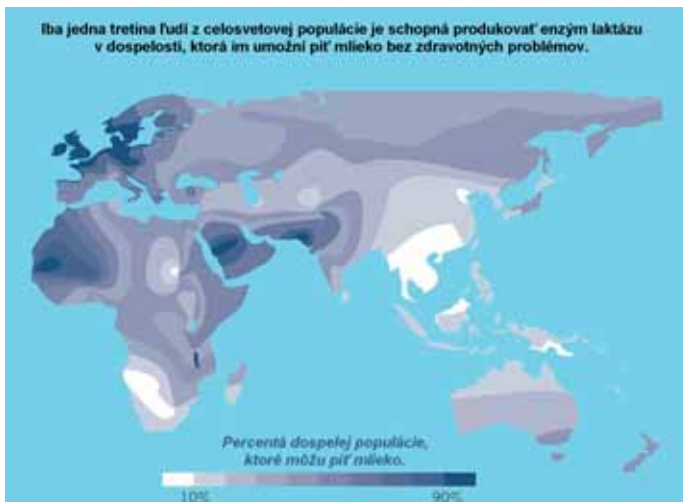 Iba jedna tretina ľudí z celosvetovej populácie je schopná produkovať enzým laktázu
v dospelosti, ktorá im umožní piť mlieko bez zdravotných problémov.
Percentá dospelej populácie,
ktoré môžu piť mlieko.
10% 90%